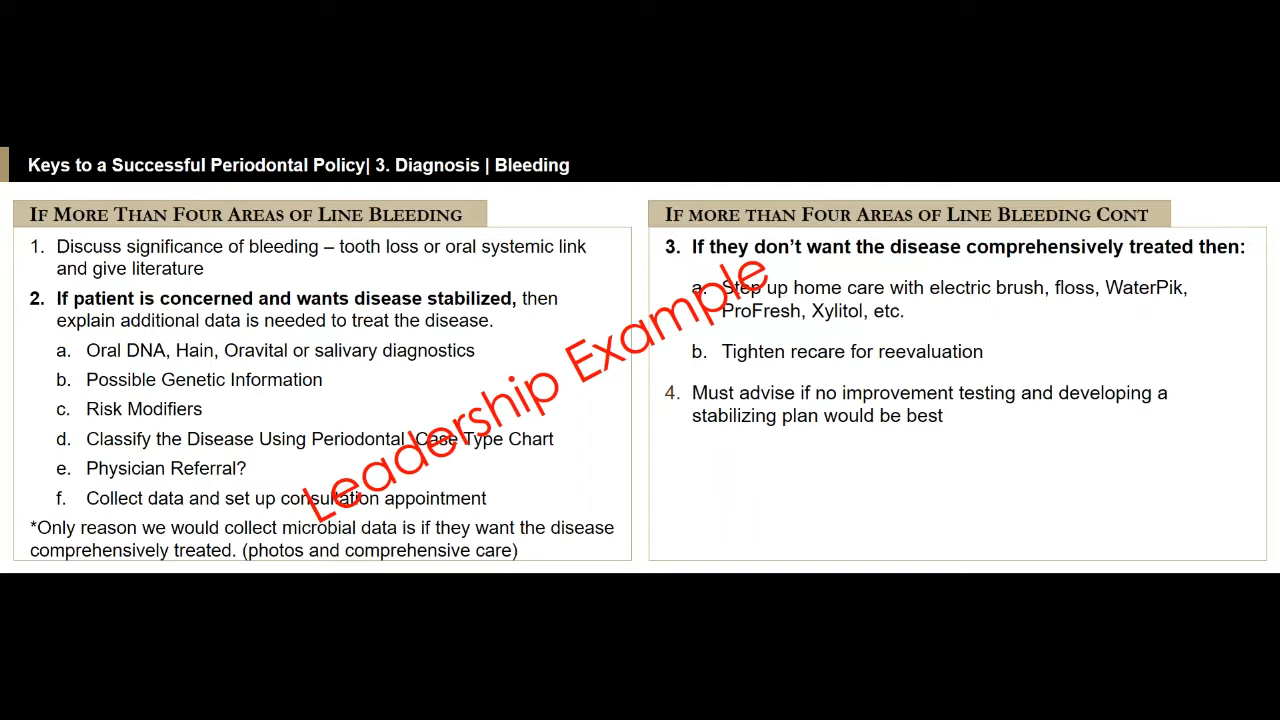 Keys to a Successful Periodontal Policy| 3. Diagnosis | Bleeding
IF MORE THAN FOUR AREAS OF LINE BLEEDING
1. Discuss significance of bleeding – tooth loss or oral systemic link
and give literature
2. If patient is concerned and wants disease stabilized, then
explain additional data is needed to treat the disease.
a. Oral DNA, Hain, Oravital or salivary diagnostics
b. Possible Genetic Information
c. Risk Modifiers
d. Classify the Disease Using Periodontal Case Type Chart
e. Physician Referral?
f. Collect data and set up consultation appointment
*Only reason we would collect microbial data is if they want the disease
comprehensively treated. (photos and comprehensive care)
IF MORE THAN FOUR AREAS OF LINE BLEEDING CONT
3. If they don't want the disease comprehensively treated then:
a. Step up home care with electric brush, floss, WaterPik,
ProFresh, Xylitol, etc.
b. Tighten recare for reevaluation
4. Must advise if no improvement testing and developing a
stabilizing plan would be best
Leadership Example